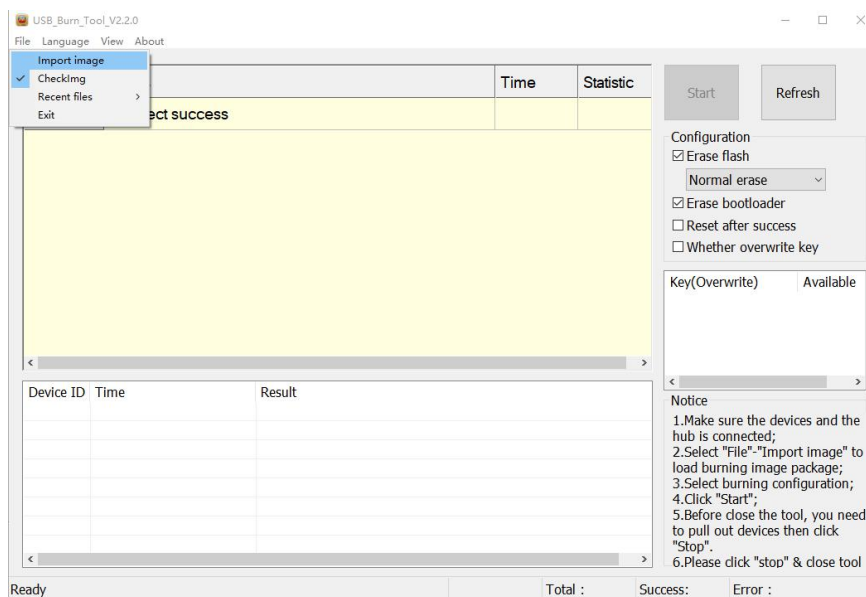 USB_Burn_Tool_V2.2.0
File Language View About
Import image
CheckImg
Recent files >
Exit
Time Statistic
ect success
Start Refresh
Configuration
Erase flash
Normal erase
Erase bootloader
Reset after success
Whether overwrite key
Key(Overwrite) Available
Device ID Time Result
Notice
1.Make sure the devices and the
hub is connected;
2.Select "File"-"Import image" to
load burning image package;
3.Select burning configuration;
4.Click "Start";
5.Before close the tool, you need
to pull out devices then click
"Stop".
6.Please click "stop" & close tool
Ready Total : Success: Error :